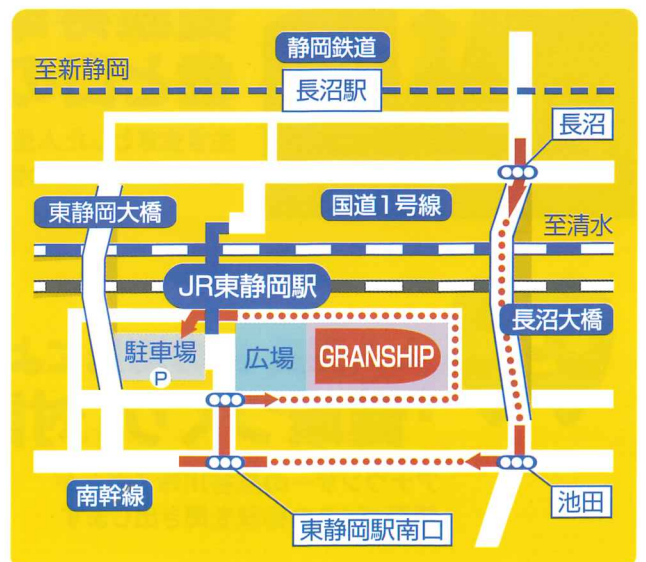 静岡鉄道
至新静岡
長沼駅
長沼
東静岡大橋
国道1号線
至清水
JR東静岡駅
長沼大橋
駐車場
P
広場
GRANSHIP
南幹線
池田
東静岡駅南口